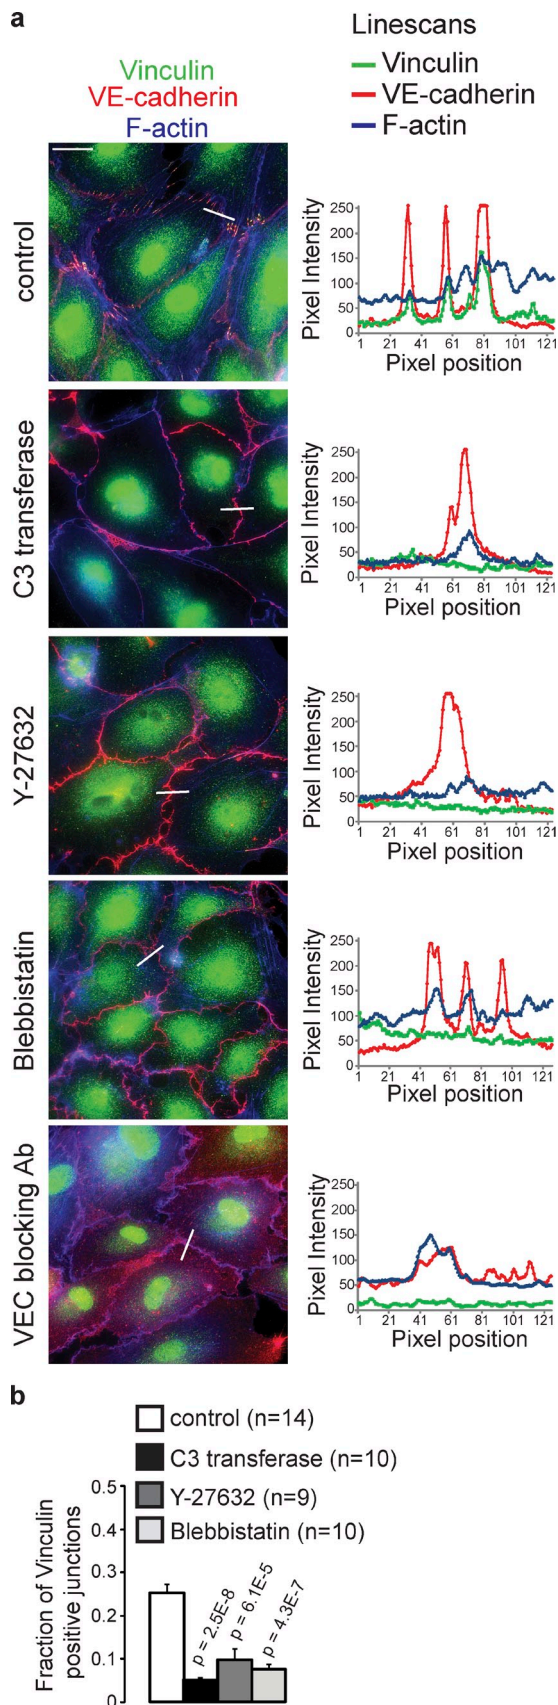 a
Linescans
Vinculin
VE-cadherin
F-actin
Vinculin
VE-cadherin
F-actin
control
Pixel Intensity
250
200
150
100
50
0
1 21 41 61 81 101 121
Pixel position
C3 transferase
Pixel Intensity
250
200
150
100
50
0
1 21 41 61 81 101 121
Pixel position
Y-27632
Pixel Intensity
250
200
150
100
50
0
1 21 41 61 81 101 121
Pixel position
Blebbistatin
Pixel Intensity
250
200
150
100
50
0
1 21 41 61 81 101 121
Pixel position
VEC blocking Ab
Pixel Intensity
250
200
150
100
50
0
1 21 41 61 81 101 121
Pixel position
b
control (n=14)
C3 transferase (n=10)
Y-27632 (n=9)
Blebbistatin (n=10)
Fraction of Vinculin
positive junctions
0.5
0.4
0.3
0.2
0.1
0
p = 2.5E-8
p = 6.1E-5
p = 4.3E-7